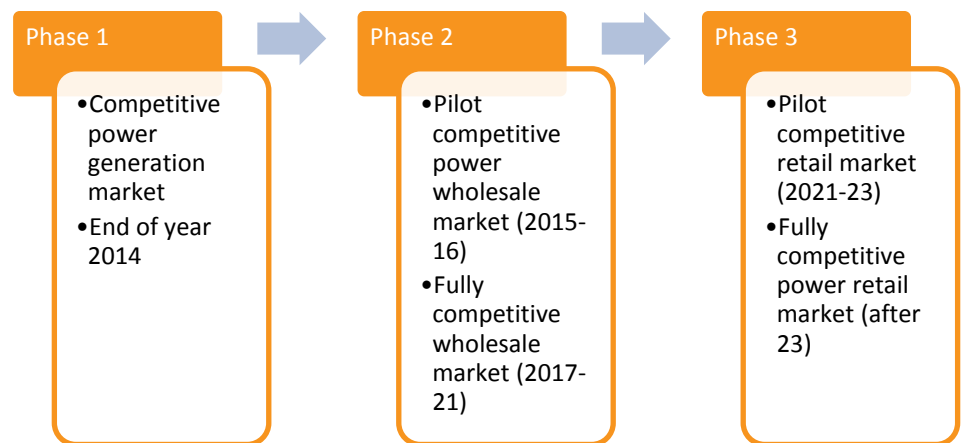 Phase 1
•Competitive
power
generation
market
•End of year
2014
Phase 2
•Pilot
competitive
power
wholesale
market (2015-
16)
•Fully
competitive
wholesale
market (2017-
21)
Phase 3
•Pilot
competitive
retail market
(2021-23)
•Fully
competitive
power retail
market (after
23)